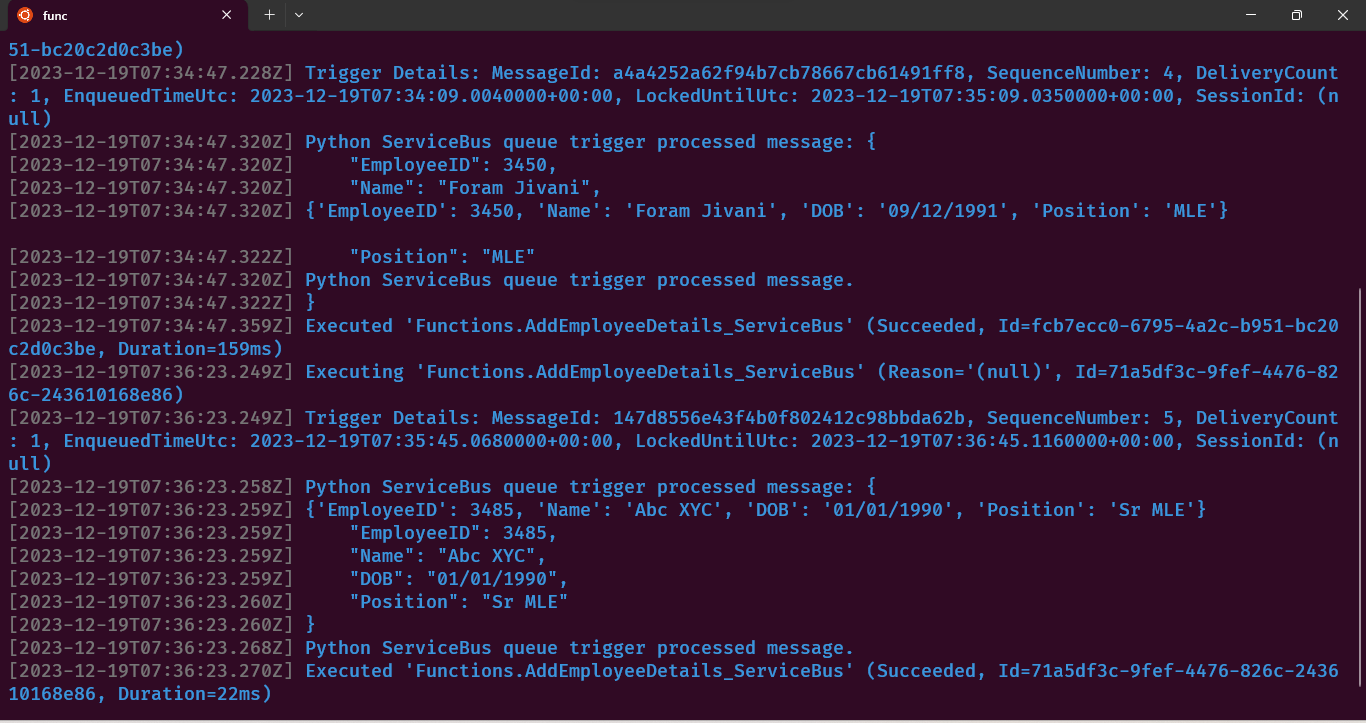 func
51-bc20c2d0c3be)
[2023-12-19T07:34:47.228Z] Trigger Details: MessageId: a4a4252a62f94b7cb78667cb61491ff8, SequenceNumber: 4, DeliveryCount
: 1, EnqueuedTimeUtc: 2023-12-19T07:34:09.0040000+00:00, LockedUntilUtc: 2023-12-19T07:35:09.0350000+00:00, SessionId: (n
ull)
[2023-12-19T07:34:47.320Z] Python ServiceBus queue trigger processed message: {
[2023-12-19T07:34:47.320Z]     "EmployeeID": 3450,
[2023-12-19T07:34:47.320Z]     "Name": "Foram Jivani",
[2023-12-19T07:34:47.320Z] {'EmployeeID': 3450, 'Name': 'Foram Jivani', 'DOB': '09/12/1991', 'Position': 'MLE'}
[2023-12-19T07:34:47.322Z]     "Position": "MLE"
[2023-12-19T07:34:47.320Z] Python ServiceBus queue trigger processed message.
[2023-12-19T07:34:47.322Z] }
[2023-12-19T07:34:47.359Z] Executed 'Functions.AddEmployeeDetails_ServiceBus' (Succeeded, Id=fcb7ecc0-6795-4a2c-b951-bc20
c2d0c3be, Duration=159ms)
[2023-12-19T07:36:23.249Z] Executing 'Functions.AddEmployeeDetails_ServiceBus' (Reason='(null)', Id=71a5df3c-9fef-4476-82
6c-243610168e86)
[2023-12-19T07:36:23.249Z] Trigger Details: MessageId: 147d8556e43f4b0f802412c98bbda62b, SequenceNumber: 5, DeliveryCount
: 1, EnqueuedTimeUtc: 2023-12-19T07:35:45.0680000+00:00, LockedUntilUtc: 2023-12-19T07:36:45.1160000+00:00, SessionId: (n
ull)
[2023-12-19T07:36:23.258Z] Python ServiceBus queue trigger processed message: {
[2023-12-19T07:36:23.259Z] {'EmployeeID': 3485, 'Name': 'Abc XYC', 'DOB': '01/01/1990', 'Position': 'Sr MLE'}
[2023-12-19T07:36:23.259Z]     "EmployeeID": 3485,
[2023-12-19T07:36:23.259Z]     "Name": "Abc XYC",
[2023-12-19T07:36:23.259Z]     "DOB": "01/01/1990",
[2023-12-19T07:36:23.260Z]     "Position": "Sr MLE"
[2023-12-19T07:36:23.260Z] }
[2023-12-19T07:36:23.268Z] Python ServiceBus queue trigger processed message.
[2023-12-19T07:36:23.270Z] Executed 'Functions.AddEmployeeDetails_ServiceBus' (Succeeded, Id=71a5df3c-9fef-4476-826c-2436
10168e86, Duration=22ms)